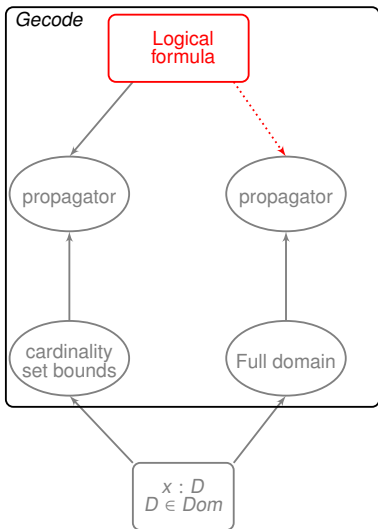 Gecode
Logical
formula
propagator
propagator
cardinality
set bounds
Full domain
x : D
D ∈ Dom